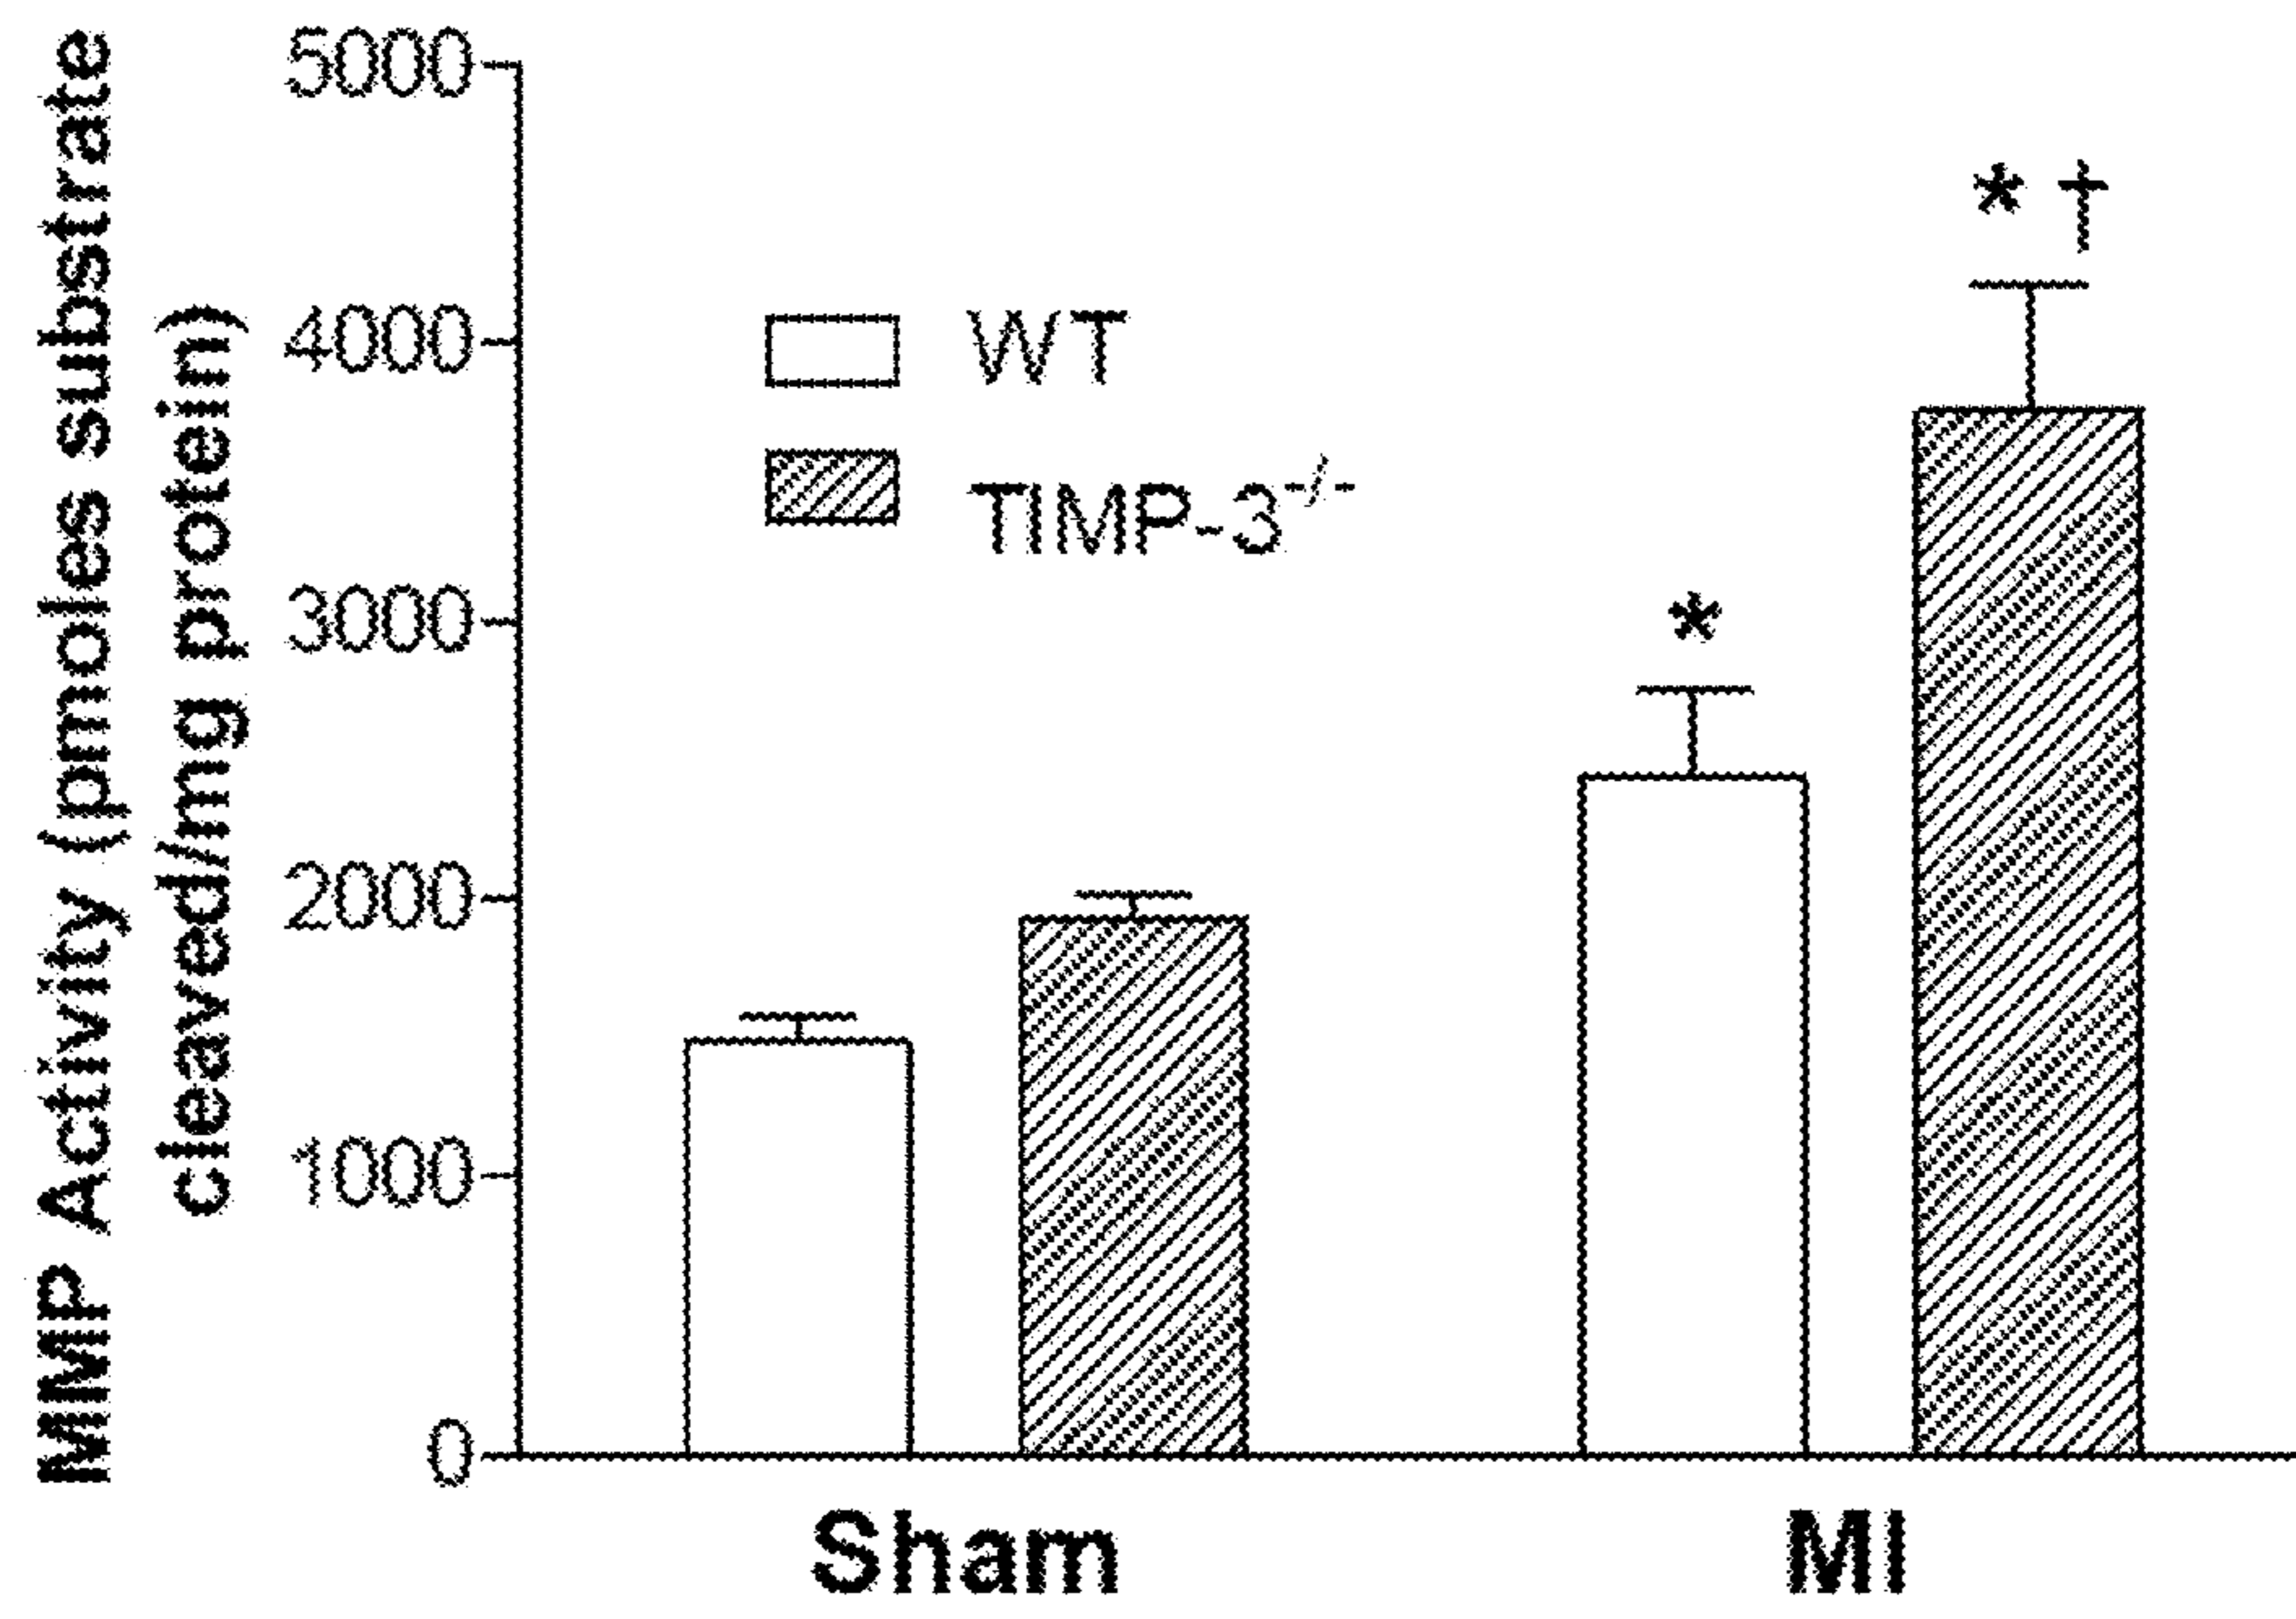 MMP Activity (pmoles substrate
cleaved/mg protein)
5000
4000
3000
2000
1000
0
WT
TIMP-3-/-
*
* †
Sham
MI